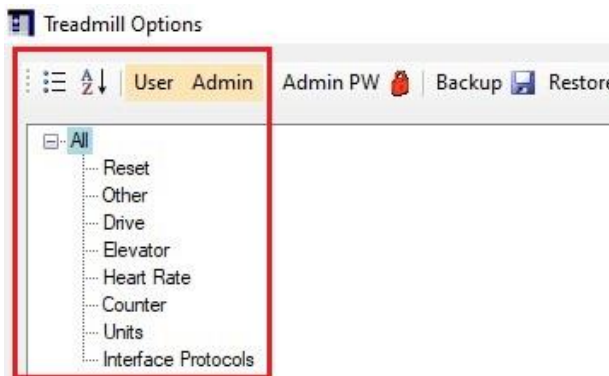 Treadmill Options
User Admin Admin PW Backup Restore
All
Reset
Other
Drive
Elevator
Heart Rate
Counter
Units
Interface Protocols